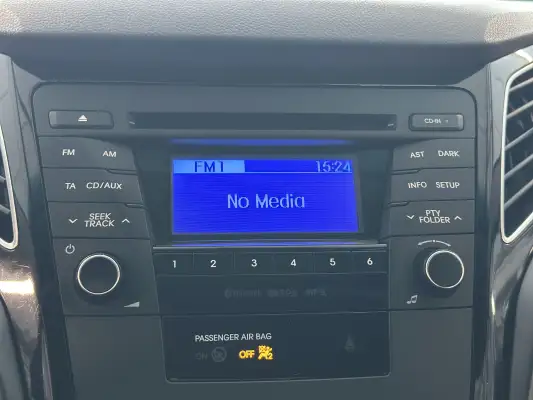 CD-IN
FM AM
AST DARK
FM1 15:24
No Media
TA CD/AUX
INFO SETUP
SEEK
TRACK
PTY
FOLDER
1 2 3 4 5 6
PASSENGER AIR BAG
ON OFF